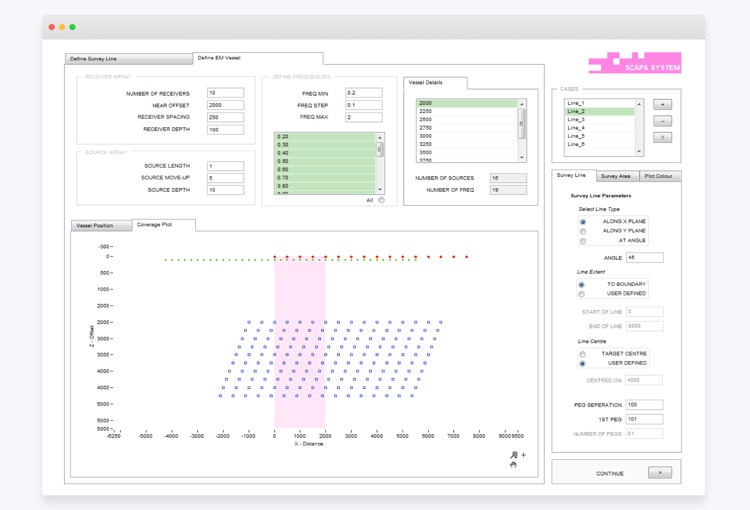 SCAPA SYSTEM
Define Survey Line
Define EM Vessel
RECEIVER ARRAY
NUMBER OF RECEIVERS 10
NEAR OFFSET 2000
RECEIVER SPACING 250
RECEIVER DEPTH 100
SOURCE ARRAY
SOURCE LENGTH 1
SOURCE MOVE-UP 5
SOURCE DEPTH 10
DEFINE FREQUENCIES
FREQ MIN 0.2
FREQ STEP 0.1
FREQ MAX 2
0.20
0.30
0.40
0.50
0.60
0.70
0.80
All
Vessel Details
2000
2250
2500
2750
3000
3250
3500
3750
NUMBER OF SOURCES 16
NUMBER OF FREQ 19
CASES
Line_1
Line_2
Line_3
Line_4
Line_5
Line_6
Vessel Position
Coverage Plot
-300
0
500
1000
2000
2000
2500
3000
3500
4000
5000
5000
Z - Offset
-6250 -5000 -4000 -3000 -2000 -1000 0 1000 2000 3000 4000 5000 6000 7000 8000 9000 9500
X - Distance
Survey Line
Survey Area
Plot Colour
Survey Line Parameters
Select Line Type
ALONG X PLANE
ALONG Y PLANE
AT ANGLE
ANGLE 45
Line Extent
TO BOUNDARY
USER DEFINED
START OF LINE 0
END OF LINE 8000
Line Centre
TARGET CENTRE
USER DEFINED
CENTRED ON 4000
PEG SEPERATION 100
1ST PEG 101
NUMBER OF PEGS 81
CONTINUE >